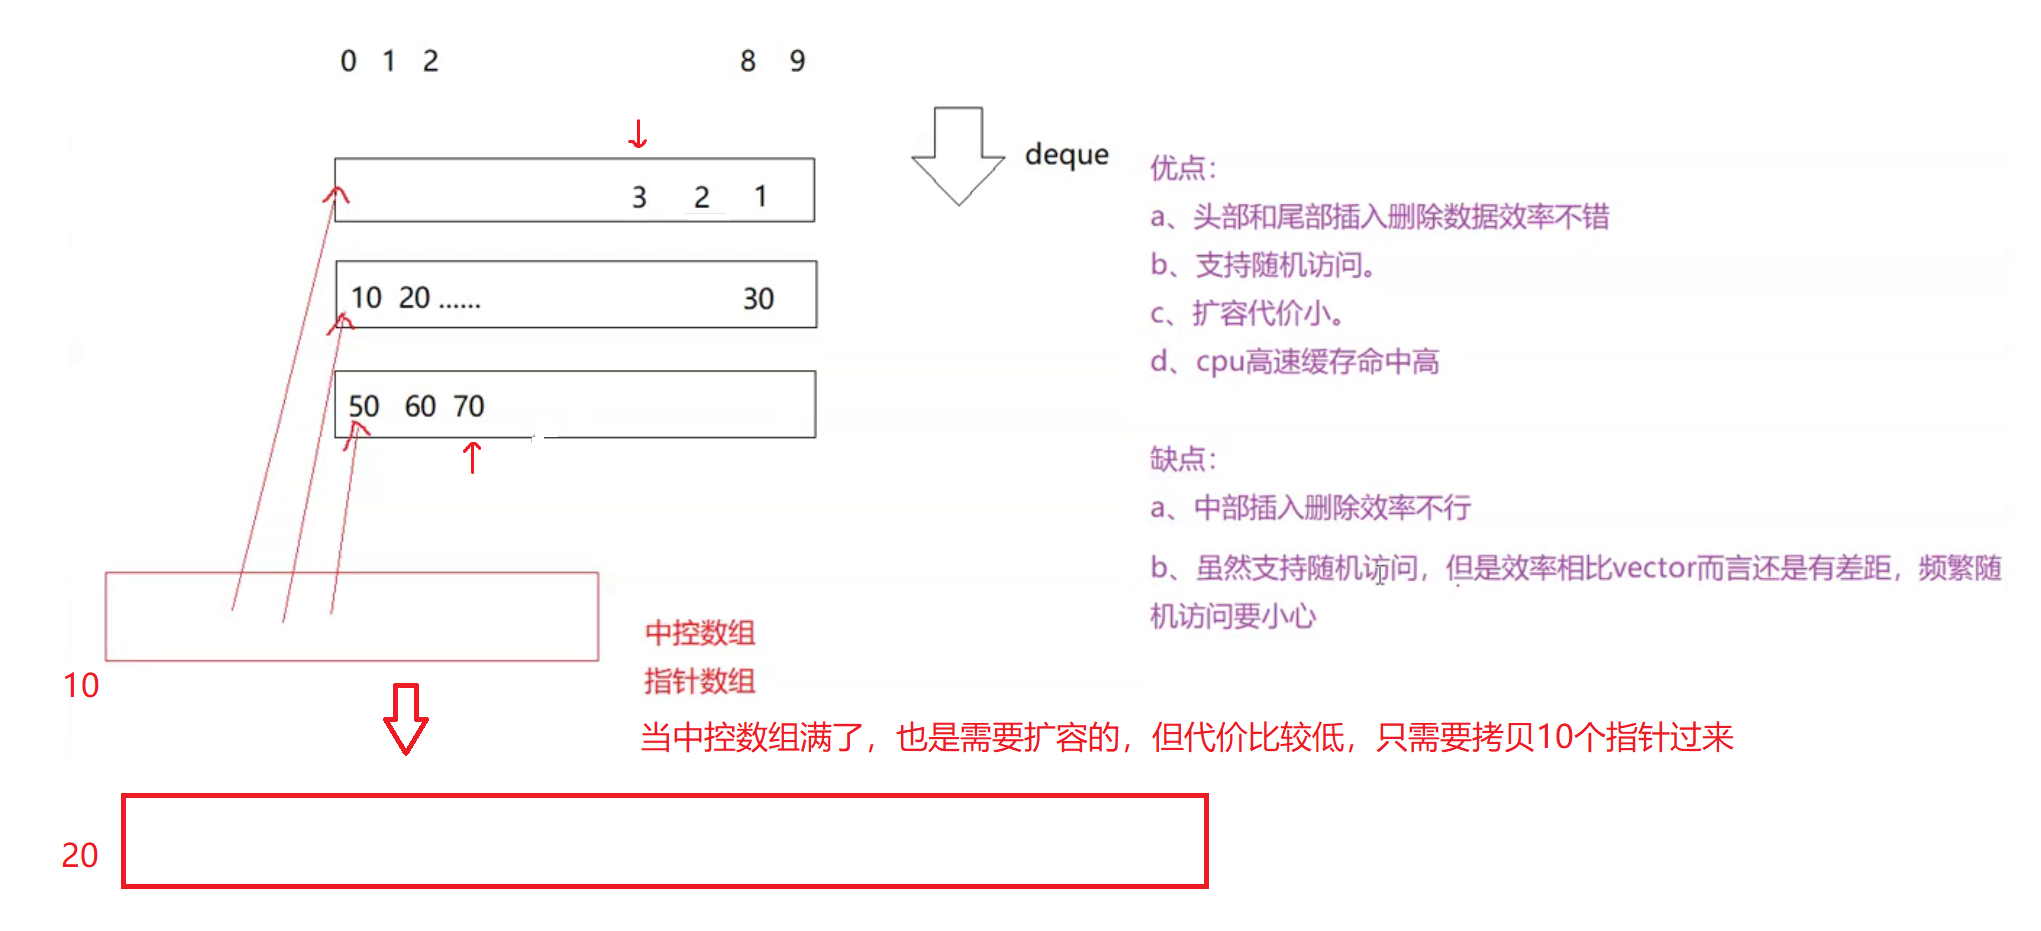 0 1 2 8 9
deque
3 2 1
10 20 ...... 30
50 60 70
优点：
a、头部和尾部插入删除数据效率不错
b、支持随机访问。
c、扩容代价小。
d、cpu高速缓存命中高
缺点：
a、中部插入删除效率不行
b、虽然支持随机访问，但是效率相比vector而言还是有差距，频繁随
机访问要小心
中控数组
指针数组
10
当中控数组满了，也是需要扩容的，但代价比较低，只需要拷贝10个指针过来
20